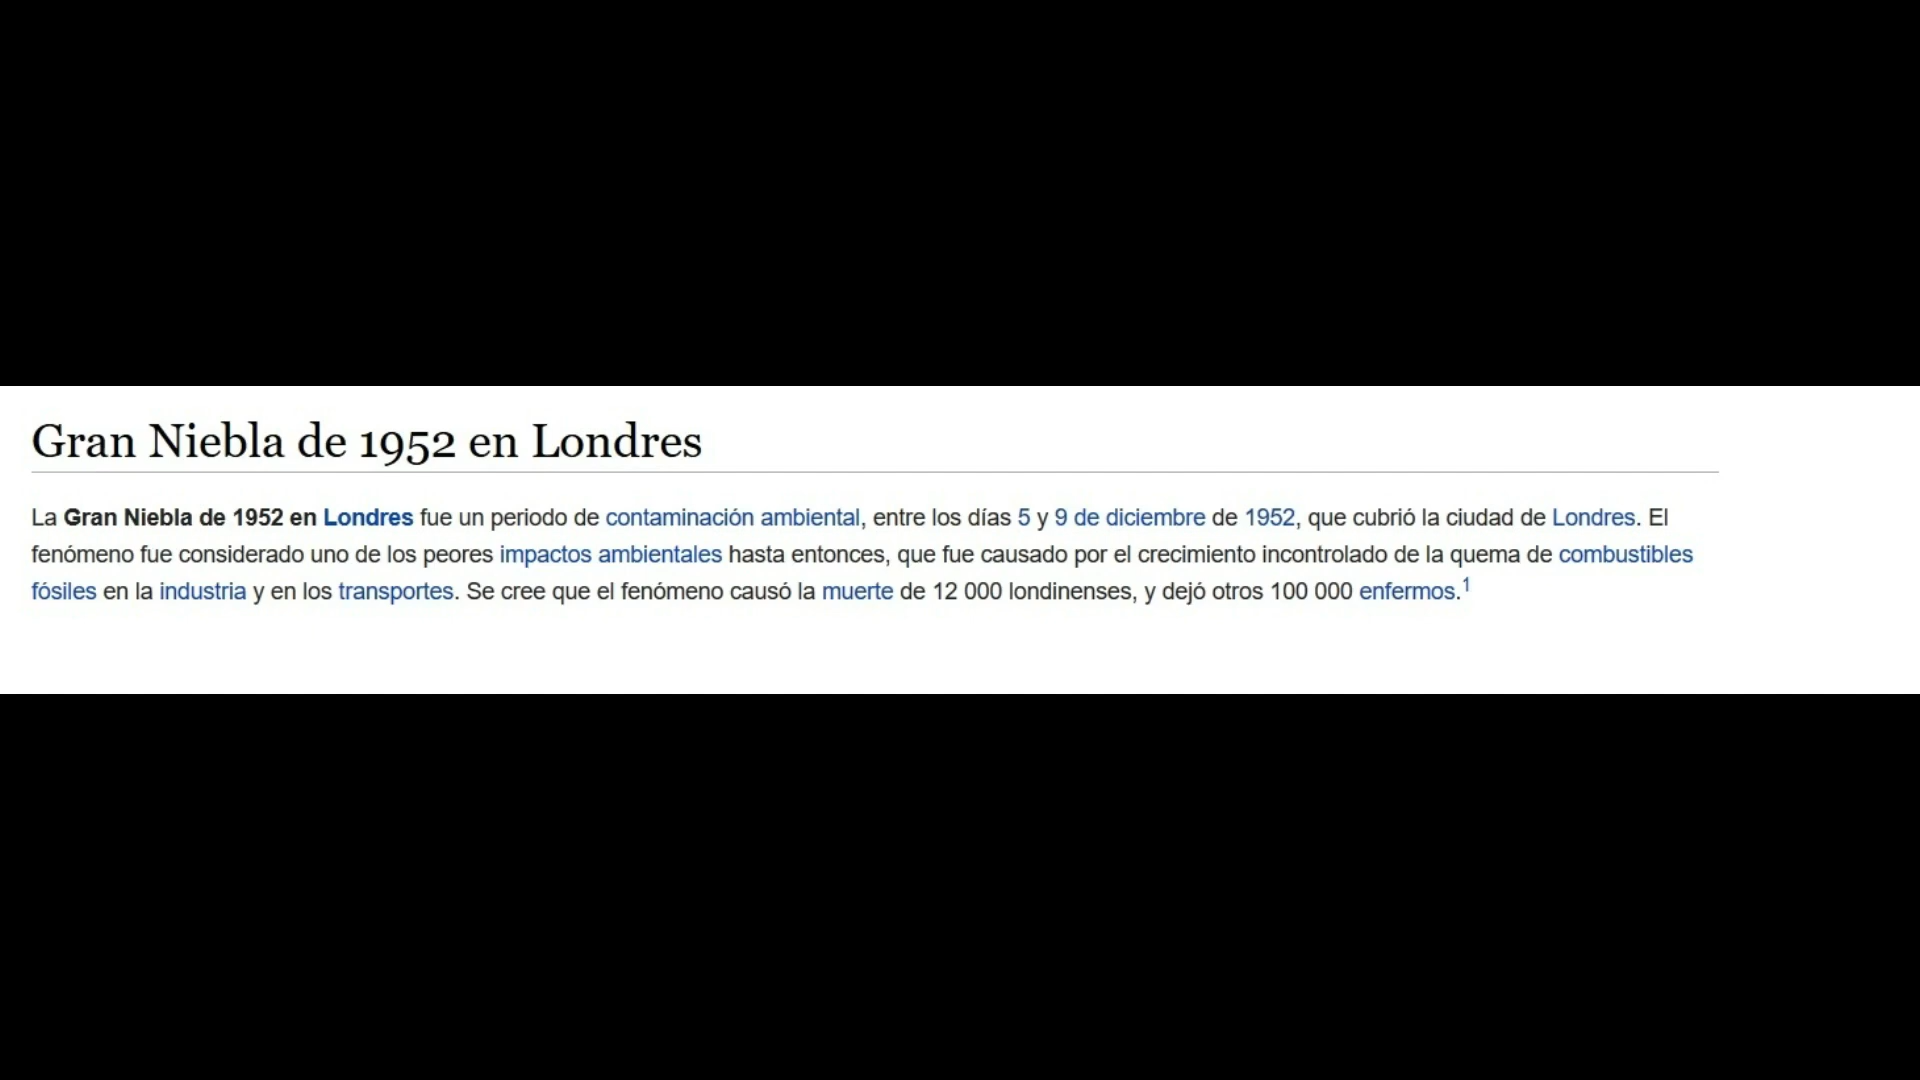 Gran Niebla de 1952 en Londres
La Gran Niebla de 1952 en Londres fue un periodo de contaminación ambiental, entre los días 5 y 9 de diciembre de 1952, que cubrió la ciudad de Londres. El
fenómeno fue considerado uno de los peores impactos ambientales hasta entonces, que fue causado por el crecimiento incontrolado de la quema de combustibles
fósiles en la industria y en los transportes. Se cree que el fenómeno causó la muerte de 12 000 londinenses, y dejó otros 100 000 enfermos.1